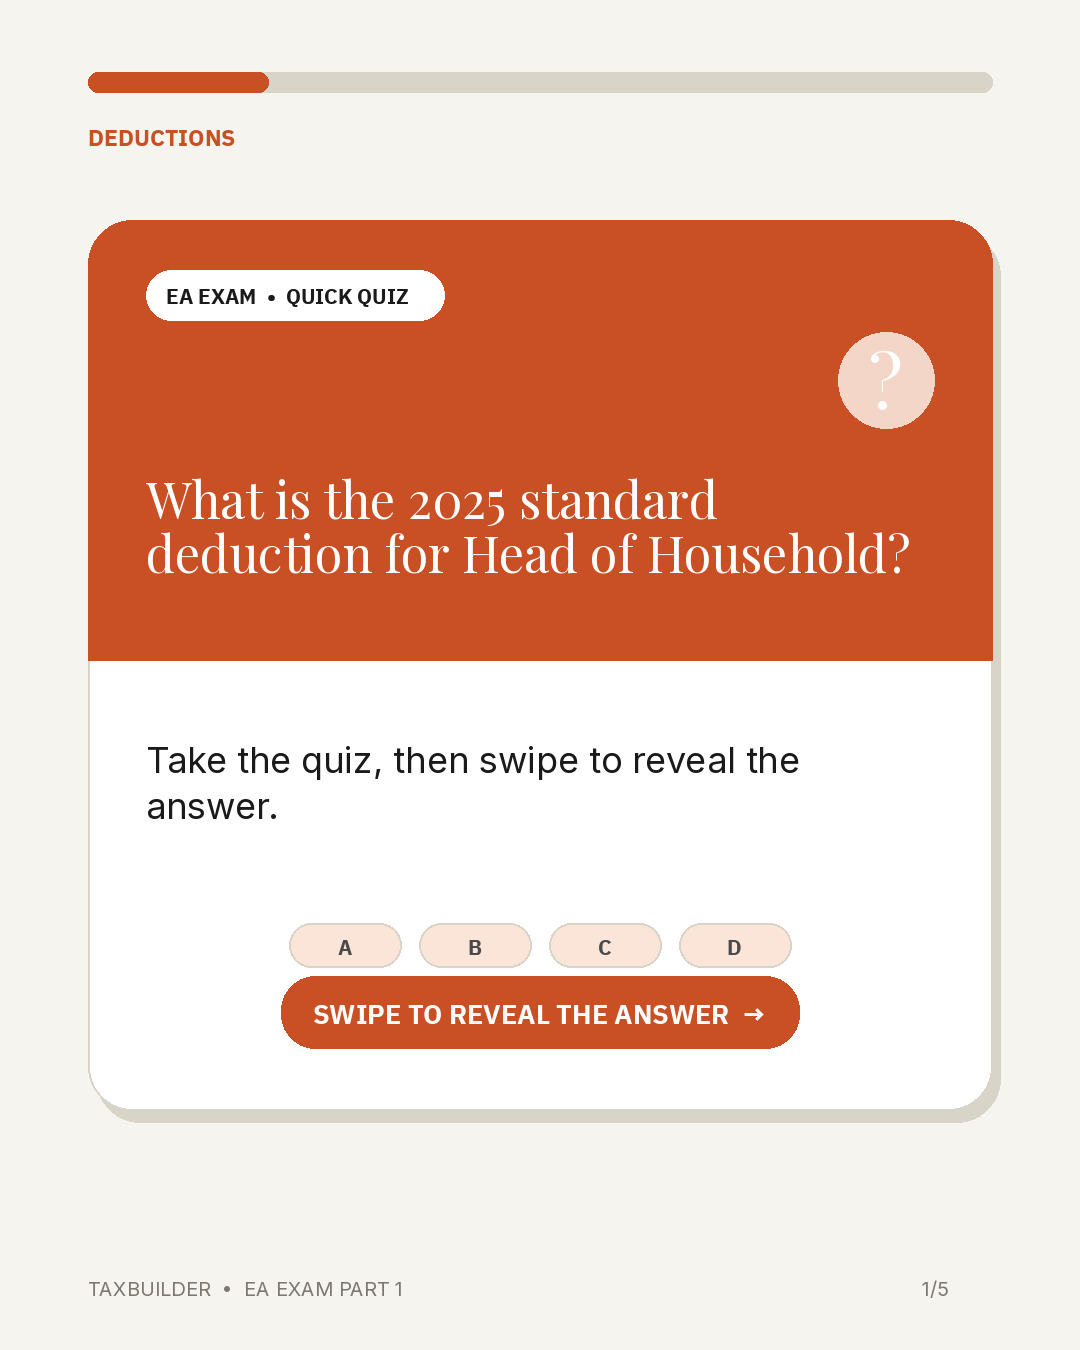 DEDUCTIONS
EA EXAM • QUICK QUIZ
?
What is the 2025 standard
deduction for Head of Household?
Take the quiz, then swipe to reveal the
answer.
A B C D
SWIPE TO REVEAL THE ANSWER →
TAXBUILDER • EA EXAM PART 1 1/5